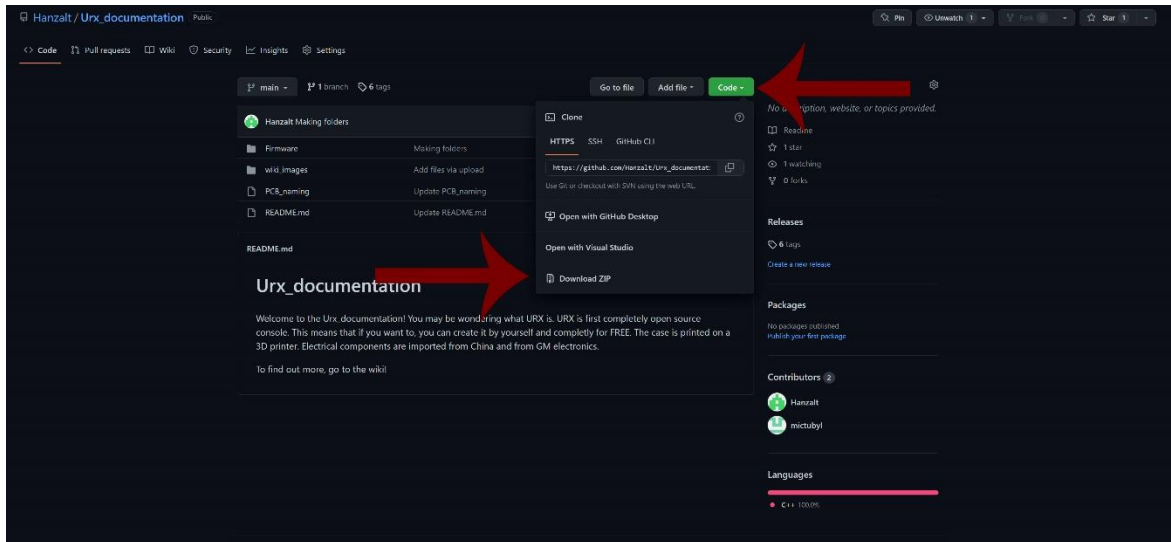 Hanzalt / Urx_documentation Public
Pin Unwatch 1 Fork Star 1
Code Pull requests Wiki Security Insights Settings
main 1 branch 6 tags Go to file Add file Code
Hanzalt Making folders
Firmware Making folders
wiki_images Add files via upload
PCB_naming Update PCB_naming
README.md Update README.md
Clone
HTTPS SSH GitHub CLI
https://github.com/Hanzalt/Urx_documentat
Use Git or checkout with SVN using the web URL.
Open with GitHub Desktop
Open with Visual Studio
Download ZIP
README.md
Urx_documentation
Welcome to the Urx_documentation! You may be wondering what URX is. URX is first completely open source
console. This means that if you want to, you can create it by yourself and completly for FREE. The case is printed on a
3D printer. Electrical components are imported from China and from GM electronics.
To find out more, go to the wiki!
No website, or topics provided.
Readme
1 star
1 watching
0 forks
Releases
6 tags
Create a new release
Packages
No packages published
Publish your first package
Contributors 2
Hanzalt
mictubyl
Languages
C++ 100.0%